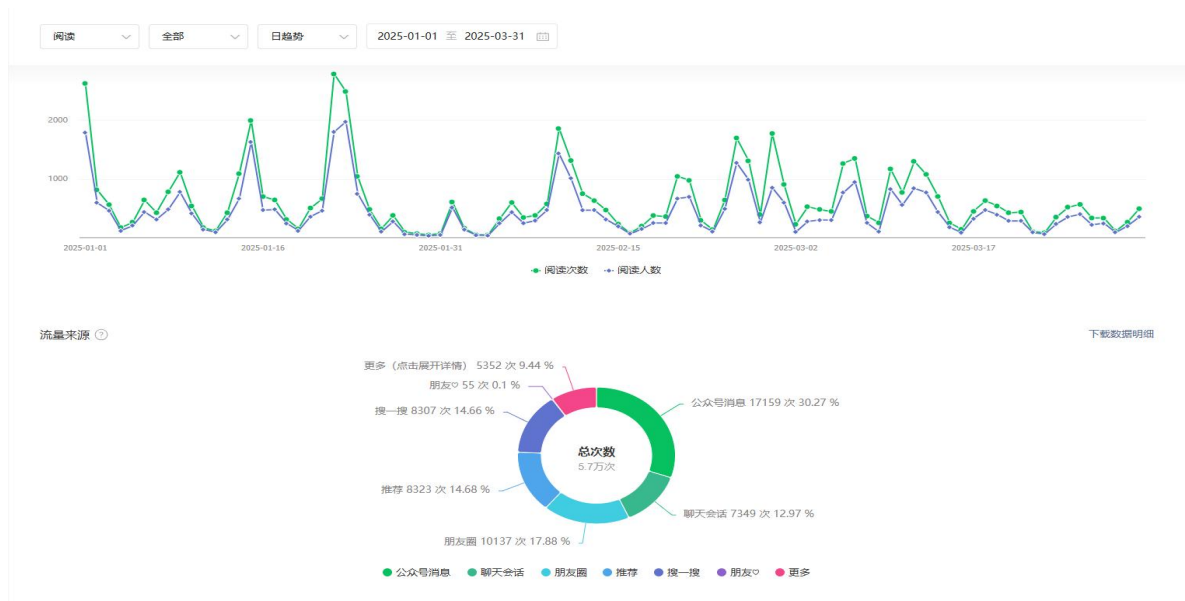 阅读 全部 日趋势 2025-01-01 至 2025-03-31
2000
1000
2025-01-01 2025-01-16 2025-01-31 2025-02-15 2025-03-02 2025-03-17
阅读次数 阅读人数
流量来源 ? 下载数据明细
更多（点击展开详情） 5352 次 9.44 %
朋友♡ 55 次 0.1 %
公众号消息 17159 次 30.27 %
搜一搜 8307 次 14.66 %
总次数
5.7万次
推荐 8323 次 14.68 %
聊天会话 7349 次 12.97 %
朋友圈 10137 次 17.88 %
公众号消息 聊天会话 朋友圈 推荐 搜一搜 朋友♡ 更多